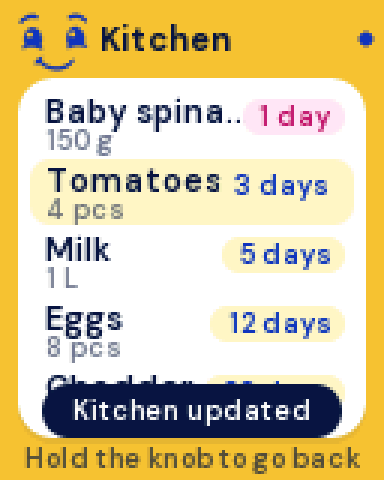 Kitchen
Baby spina.. 1 day
150 g
Tomatoes 3 days
4 pcs
Milk 5 days
1 L
Eggs 12 days
8 pcs
Kitchen updated
Hold the knob to go back